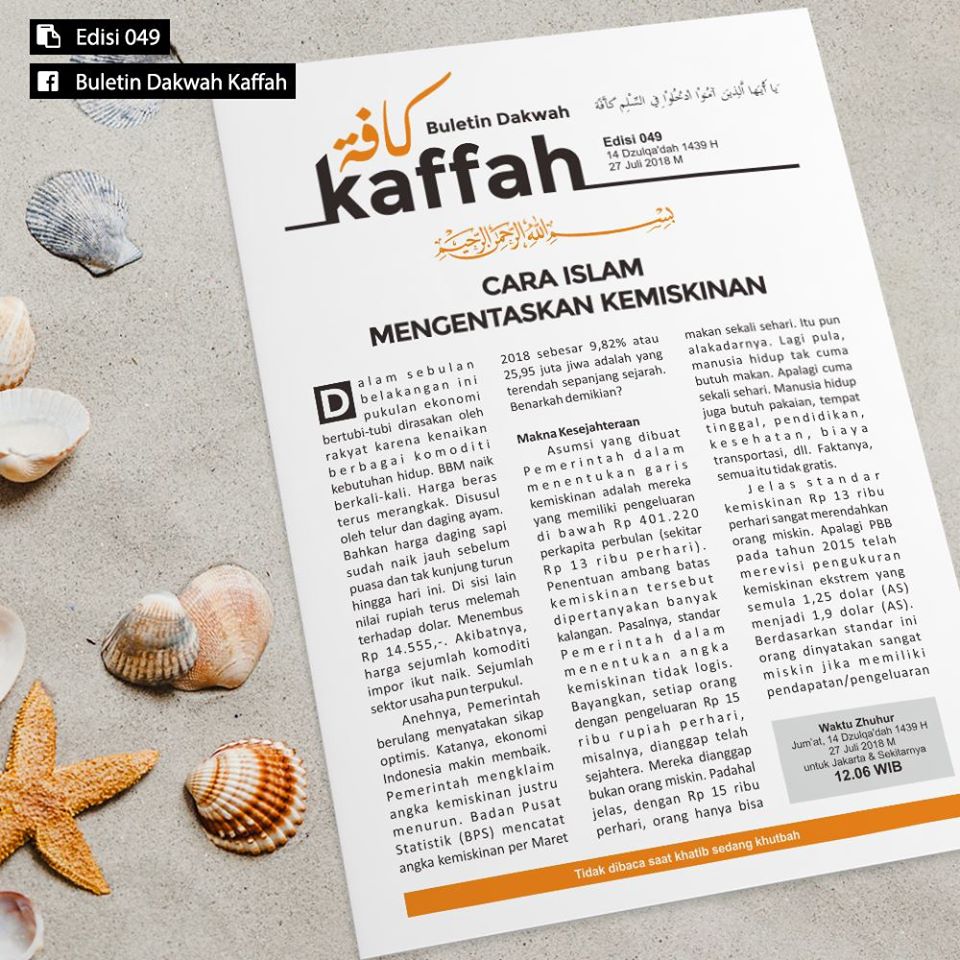 Edisi 049
Buletin Dakwah Kaffah
كافة
Buletin Dakwah
kaffah
يَا أَيُّهَا الَّذِينَ آمَنُوا ادْخُلُوا فِي السِّلْمِ كَافَّةً
Edisi 049
14 Dzulqa'dah 1439 H
27 Juli 2018 M
بِسْمِ اللهِ الرَّحْمَنِ الرَّحِيمِ
CARA ISLAM
MENGENTASKAN KEMISKINAN
Dalam sebulan
belakangan ini
pukulan ekonomi
bertubi-tubi dirasakan oleh
rakyat karena kenaikan
berbagai komoditi
kebutuhan hidup. BBM naik
berkali-kali. Harga beras
terus merangkak. Disusul
oleh telur dan daging ayam.
Bahkan harga daging sapi
sudah naik jauh sebelum
puasa dan tak kunjung turun
hingga hari ini. Di sisi lain
nilai rupiah terus melemah
terhadap dolar. Menembus
Rp 14.555,-. Akibatnya,
harga sejumlah komoditi
impor ikut naik. Sejumlah
sektor usaha pun terpukul.
Anehnya, Pemerintah
berulang menyatakan sikap
optimis. Katanya, ekonomi
Indonesia makin membaik.
Pemerintah mengklaim
angka kemiskinan justru
menurun. Badan Pusat
Statistik (BPS) mencatat
angka kemiskinan per Maret
2018 sebesar 9,82% atau
25,95 juta jiwa adalah yang
terendah sepanjang sejarah.
Benarkah demikian?
Makna Kesejahteraan
Asumsi yang dibuat
Pemerintah dalam
menentukan garis
kemiskinan adalah mereka
yang memiliki pengeluaran
di bawah Rp 401.220
perkapita perbulan (sekitar
Rp 13 ribu perhari).
Penentuan ambang batas
kemiskinan tersebut
dipertanyakan banyak
kalangan. Pasalnya, standar
Pemerintah dalam
menentukan angka
kemiskinan tidak logis.
Bayangkan, setiap orang
dengan pengeluaran Rp 15
ribu rupiah perhari,
misalnya, dianggap telah
sejahtera. Mereka dianggap
bukan orang miskin. Padahal
jelas, dengan Rp 15 ribu
perhari, orang hanya bisa
makan sekali sehari. Itu pun
alakadarnya. Lagi pula,
manusia hidup tak cuma
butuh makan. Apalagi cuma
sekali sehari. Manusia hidup
juga butuh pakaian, tempat
tinggal, pendidikan,
kesehatan, biaya
transportasi, dll. Faktanya,
semua itu tidak gratis.
Jelas standar
kemiskinan Rp 13 ribu
perhari sangat merendahkan
orang miskin. Apalagi PBB
pada tahun 2015 telah
merevisi pengukuran
kemiskinan ekstrem yang
semula 1,25 dolar (AS)
menjadi 1,9 dolar (AS).
Berdasarkan standar ini
orang dinyatakan sangat
miskin jika memiliki
pendapatan/pengeluaran
Waktu Zhuhur
Jum'at, 14 Dzulqa'dah 1439 H
27 Juli 2018 M
untuk Jakarta & Sekitarnya
12.06 WIB
Tidak dibaca saat khatib sedang khutbah